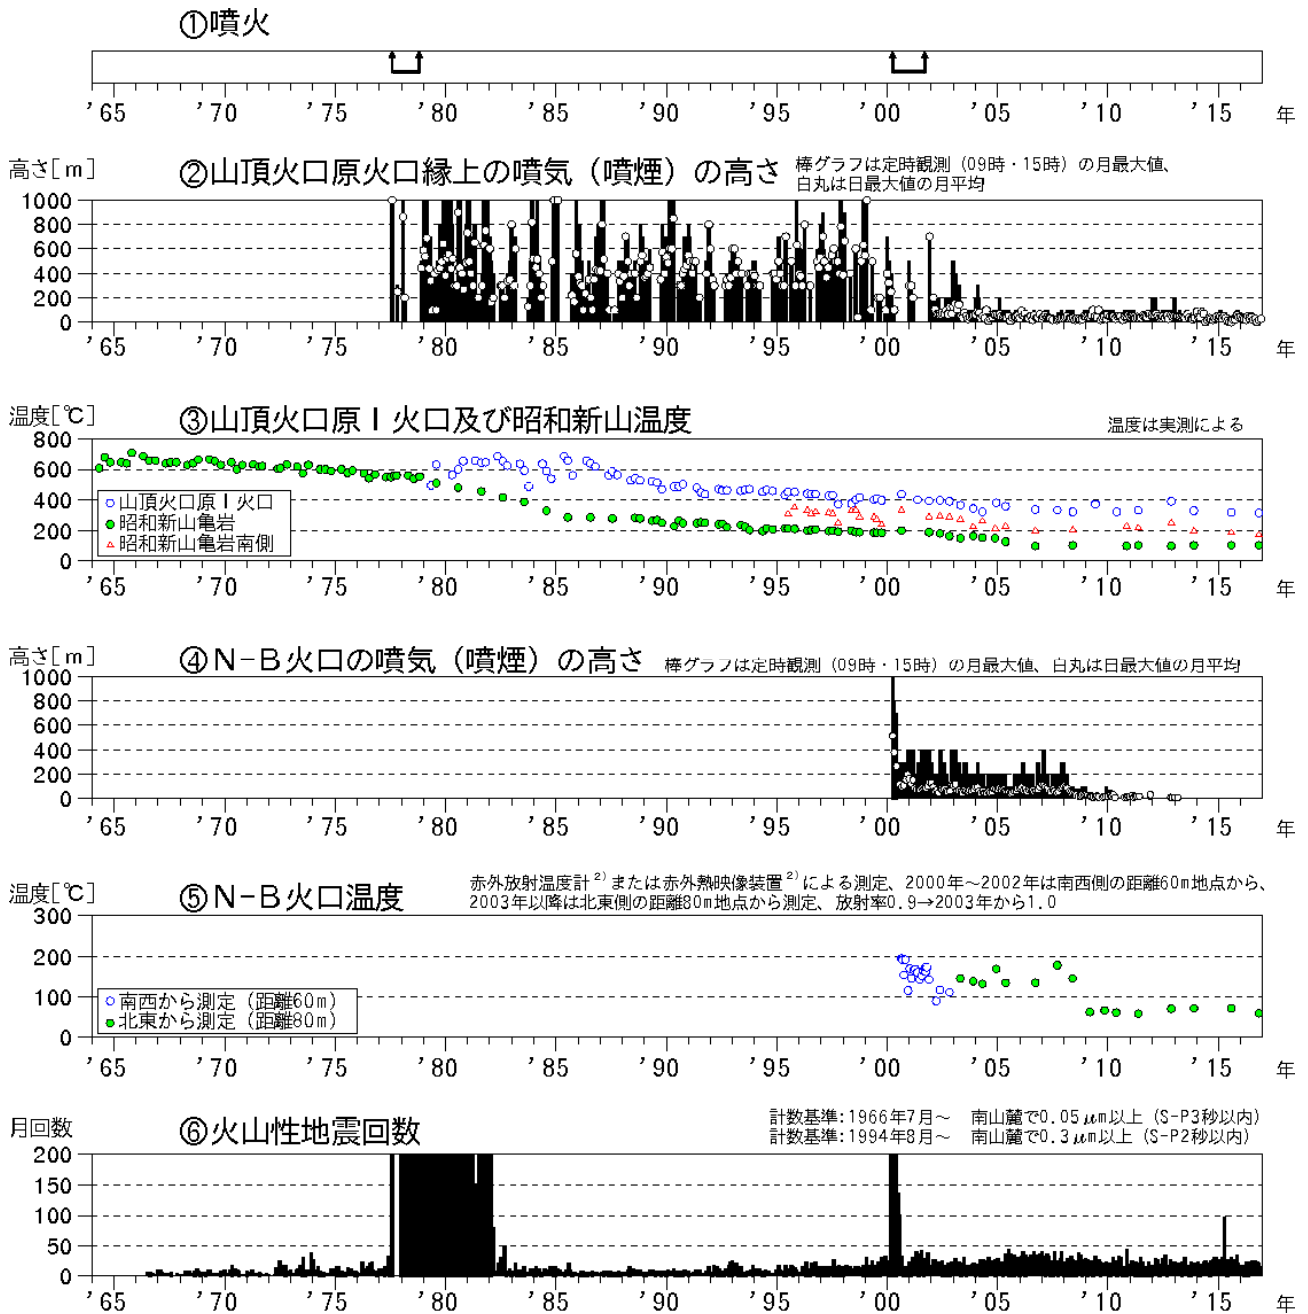 ①噴火
'65 '70 '75 '80 '85 '90 '95 '00 '05 '10 '15 年
高さ[m] ②山頂火口原火口縁上の噴気(噴煙)の高さ 棒グラフは定時観測(09時・15時)の月最大値、
白丸は日最大値の月平均
1000
800
600
400
200
0
'65 '70 '75 '80 '85 '90 '95 '00 '05 '10 '15 年
温度[℃] ③山頂火口原I火口及び昭和新山温度 温度は実測による
800
600
400
200
0
山頂火口原I火口
昭和新山亀岩
昭和新山亀岩南側
'65 '70 '75 '80 '85 '90 '95 '00 '05 '10 '15 年
高さ[m] ④N-B火口の噴気(噴煙)の高さ 棒グラフは定時観測(09時・15時)の月最大値、白丸は日最大値の月平均
1000
800
600
400
200
0
'65 '70 '75 '80 '85 '90 '95 '00 '05 '10 '15 年
温度[℃] ⑤N-B火口温度 赤外放射温度計2)または赤外熱映像装置2)による測定、2000年~2002年は南西側の距離60m地点から、
2003年以降は北東側の距離80m地点から測定、放射率0.9→2003年から1.0
300
200
100
0
南西から測定(距離60m)
北東から測定(距離80m)
'65 '70 '75 '80 '85 '90 '95 '00 '05 '10 '15 年
月回数 ⑥火山性地震回数 計数基準:1966年7月~ 南山麓で0.05μm以上(S-P3秒以内)
計数基準:1994年8月~ 南山麓で0.3μm以上(S-P2秒以内)
200
150
100
50
0
'65 '70 '75 '80 '85 '90 '95 '00 '05 '10 '15 年